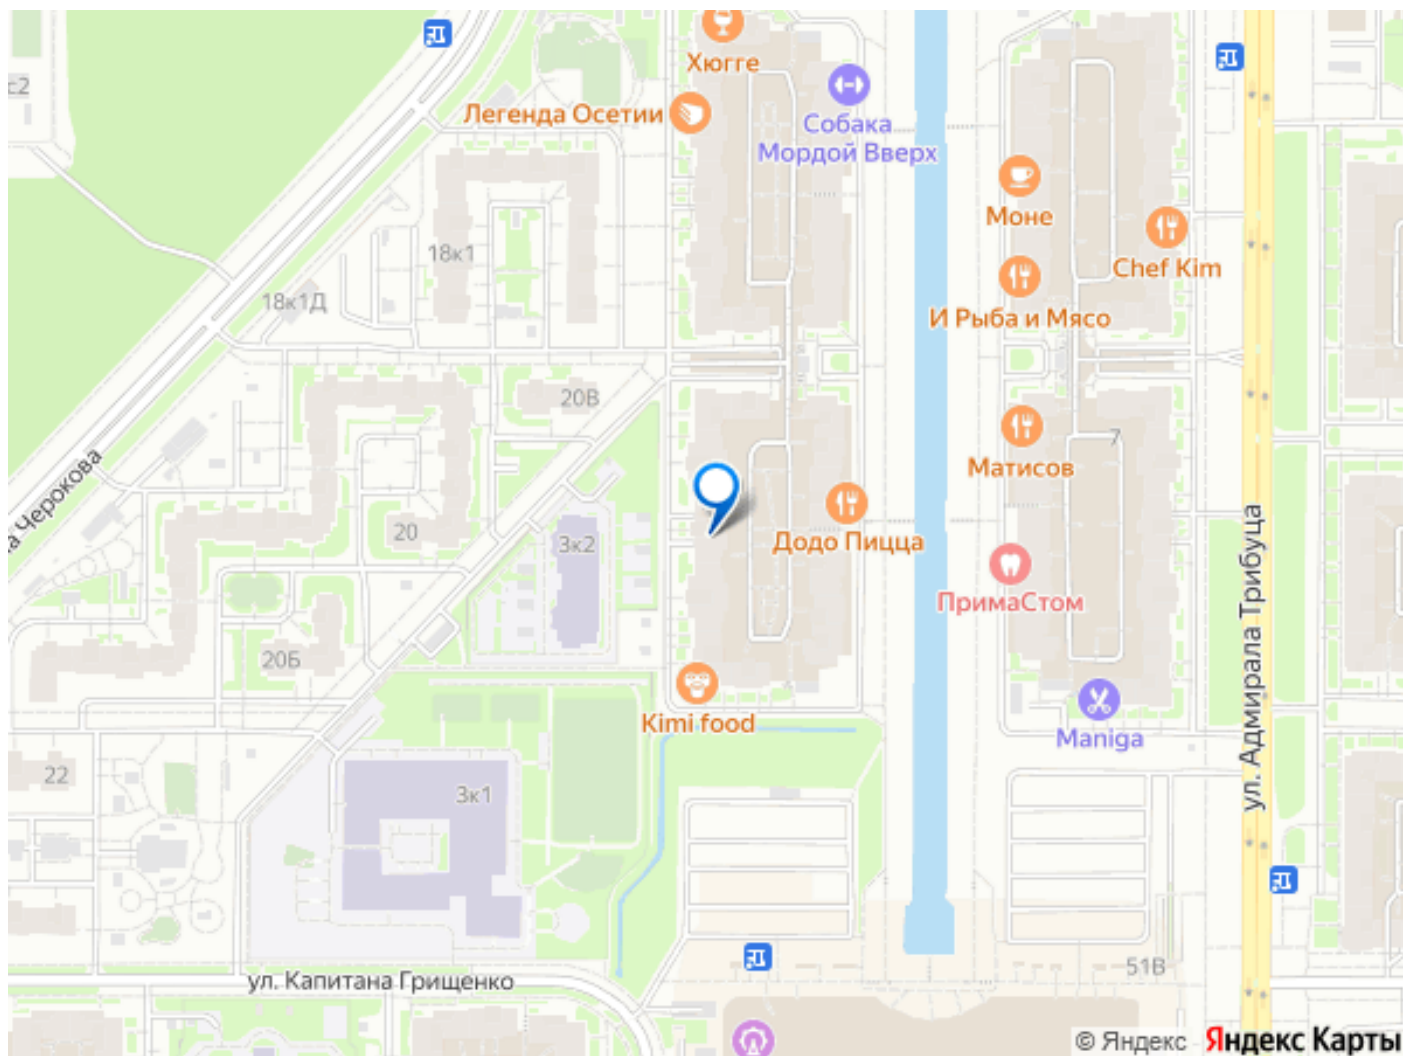 с2
Хюгге
Легенда Осетии
Собака
Мордой Вверх
Моне
18к1
Chef Kim
18к1Д
И Рыба и Мясо
20В
7
Матисов
на Черокова
20
3к2
Додо Пицца
ПримаСтом
ул. Адмирала Трибуца
20Б
Kimi food
Maniga
22
3к1
51В
ул. Капитана Грищенко
© Яндекс Яндекс Карты